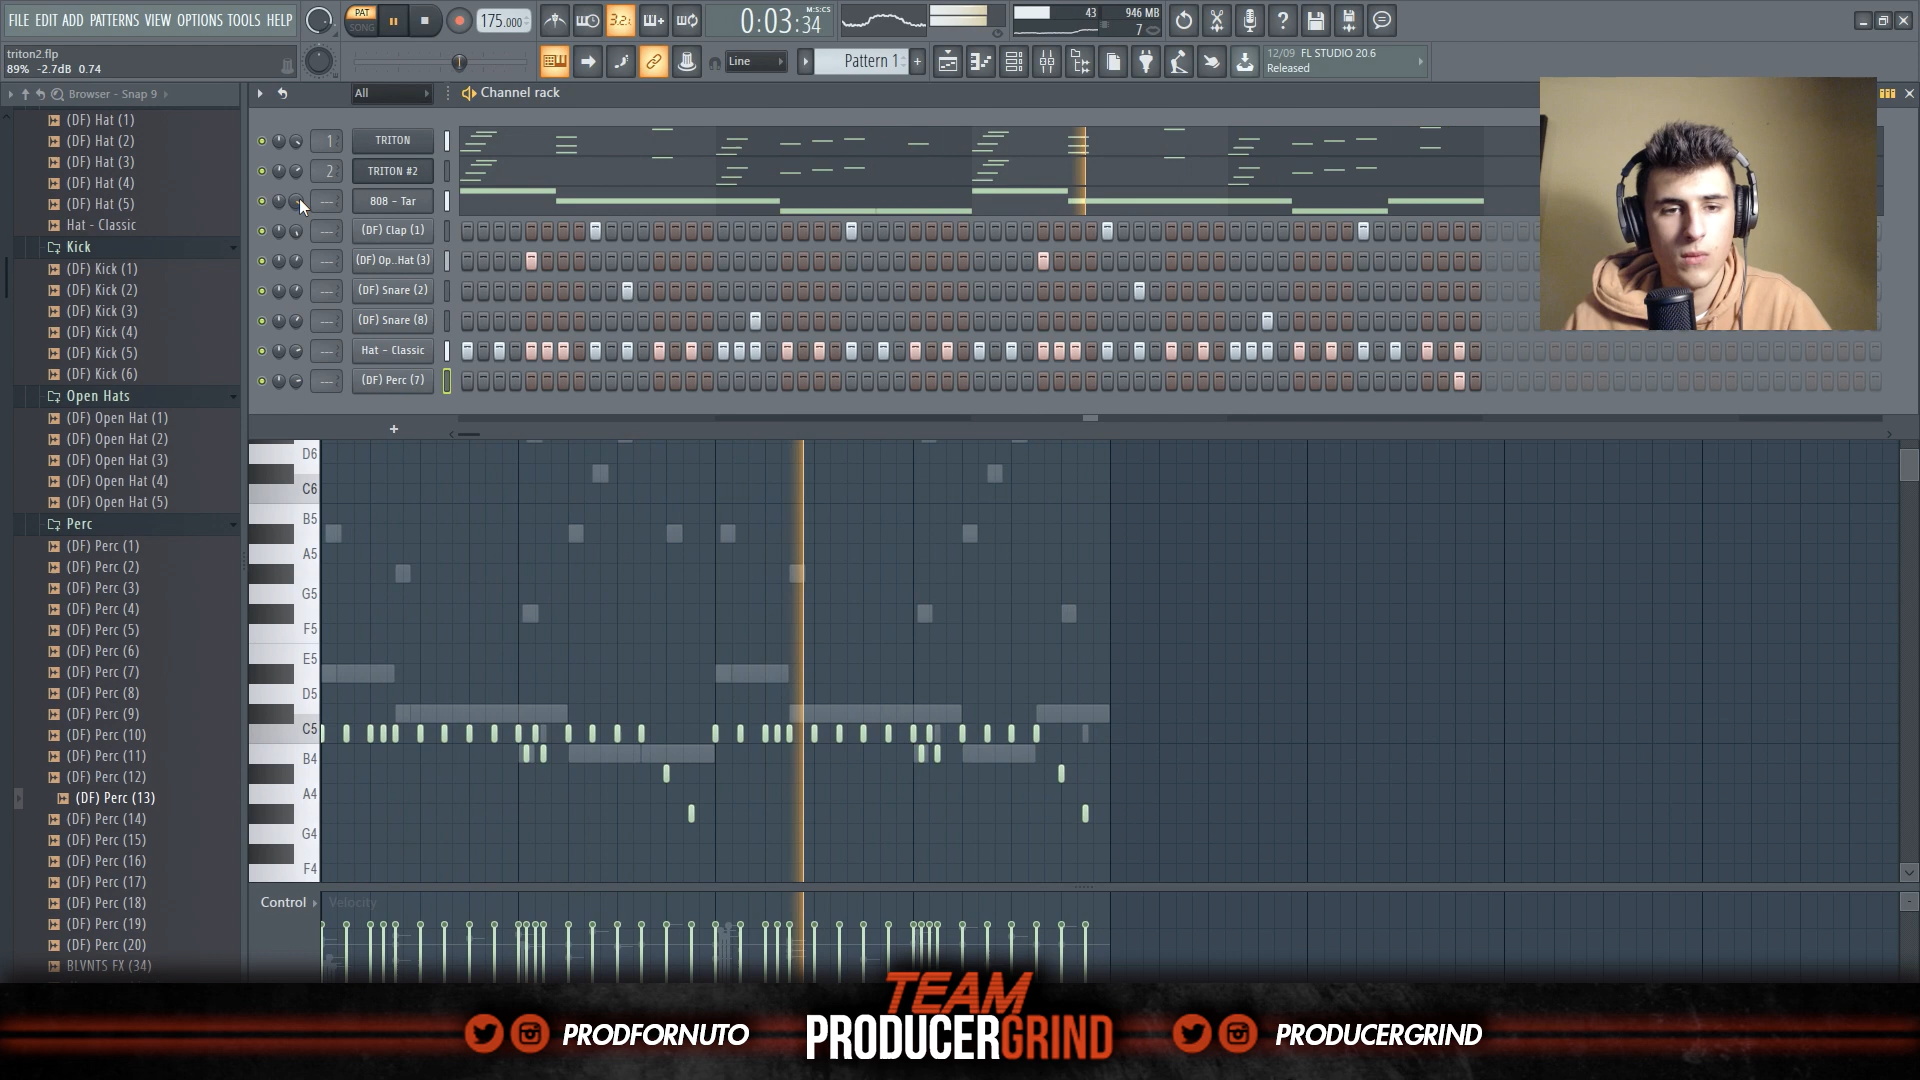 FILE EDIT ADD PATTERNS VIEW OPTIONS TOOLS HELP
PAT
SONG
175.000
3.2.
0:03:34
M:S:CS
43
946 MB
7
triton2.flp
89% -2.7dB 0.74
Line
Pattern 1
+
12/09 FL STUDIO 20.6
Released
Browser - Snap 9
All
Channel rack
(DF) Hat (1)
(DF) Hat (2)
(DF) Hat (3)
(DF) Hat (4)
(DF) Hat (5)
Hat - Classic
Kick
(DF) Kick (1)
(DF) Kick (2)
(DF) Kick (3)
(DF) Kick (4)
(DF) Kick (5)
(DF) Kick (6)
Open Hats
(DF) Open Hat (1)
(DF) Open Hat (2)
(DF) Open Hat (3)
(DF) Open Hat (4)
(DF) Open Hat (5)
Perc
(DF) Perc (1)
(DF) Perc (2)
(DF) Perc (3)
(DF) Perc (4)
(DF) Perc (5)
(DF) Perc (6)
(DF) Perc (7)
(DF) Perc (8)
(DF) Perc (9)
(DF) Perc (10)
(DF) Perc (11)
(DF) Perc (12)
(DF) Perc (13)
(DF) Perc (14)
(DF) Perc (15)
(DF) Perc (16)
(DF) Perc (17)
(DF) Perc (18)
(DF) Perc (19)
(DF) Perc (20)
BLVNTS FX (34)
1 TRITON
2 TRITON #2
--- 808 - Tar
--- (DF) Clap (1)
--- (DF) Op..Hat (3)
--- (DF) Snare (2)
--- (DF) Snare (8)
--- Hat - Classic
--- (DF) Perc (7)
+
D6
C6
B5
A5
G5
F5
E5
D5
C5
B4
A4
G4
F4
Control
Velocity
TEAM
PRODUCERGRIND
PRODFORNUTO
PRODUCERGRIND